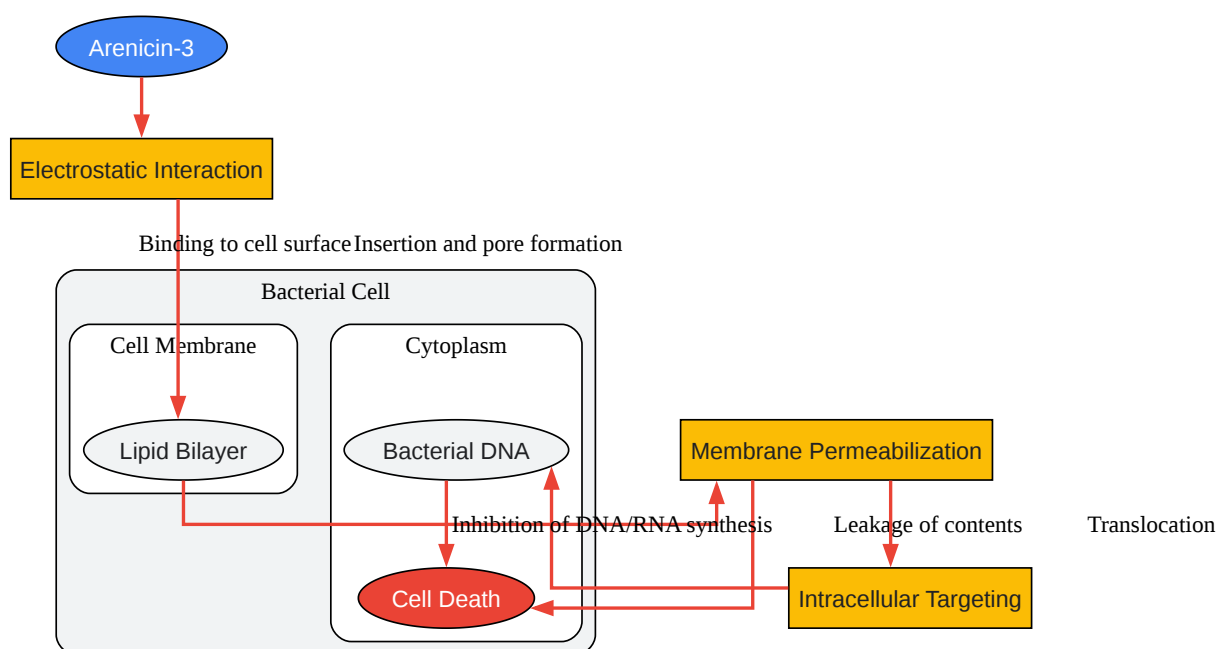 Arenicin-3
Electrostatic Interaction
Binding to cell surface
Insertion and pore formation
Bacterial Cell
Cell Membrane
Cytoplasm
Lipid Bilayer
Bacterial DNA
Membrane Permeabilization
Inhibition of DNA/RNA synthesis
Leakage of contents
Translocation
Cell Death
Intracellular Targeting